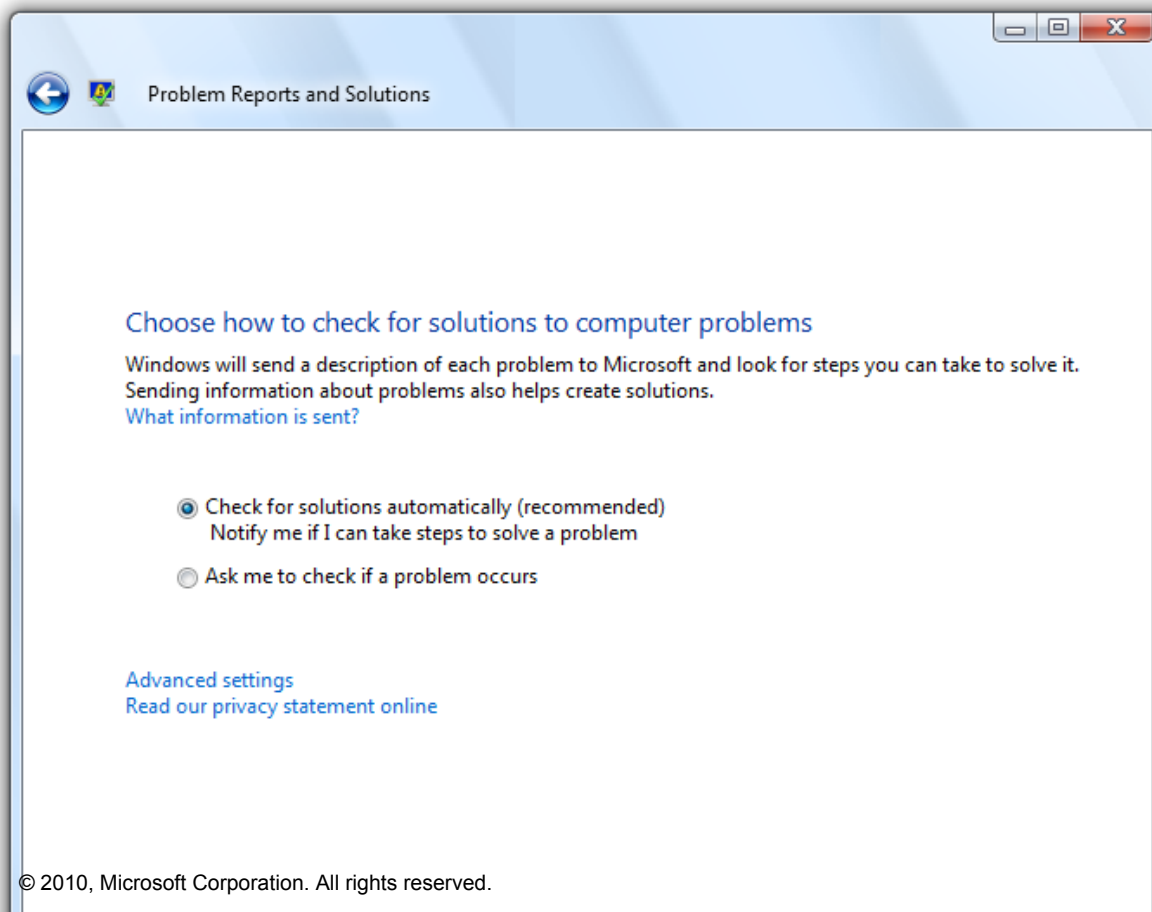 Problem Reports and Solutions
Choose how to check for solutions to computer problems
Windows will send a description of each problem to Microsoft and look for steps you can take to solve it.
Sending information about problems also helps create solutions.
What information is sent?
Check for solutions automatically (recommended)
Notify me if I can take steps to solve a problem
Ask me to check if a problem occurs
Advanced settings
Read our privacy statement online
© 2010, Microsoft Corporation. All rights reserved.